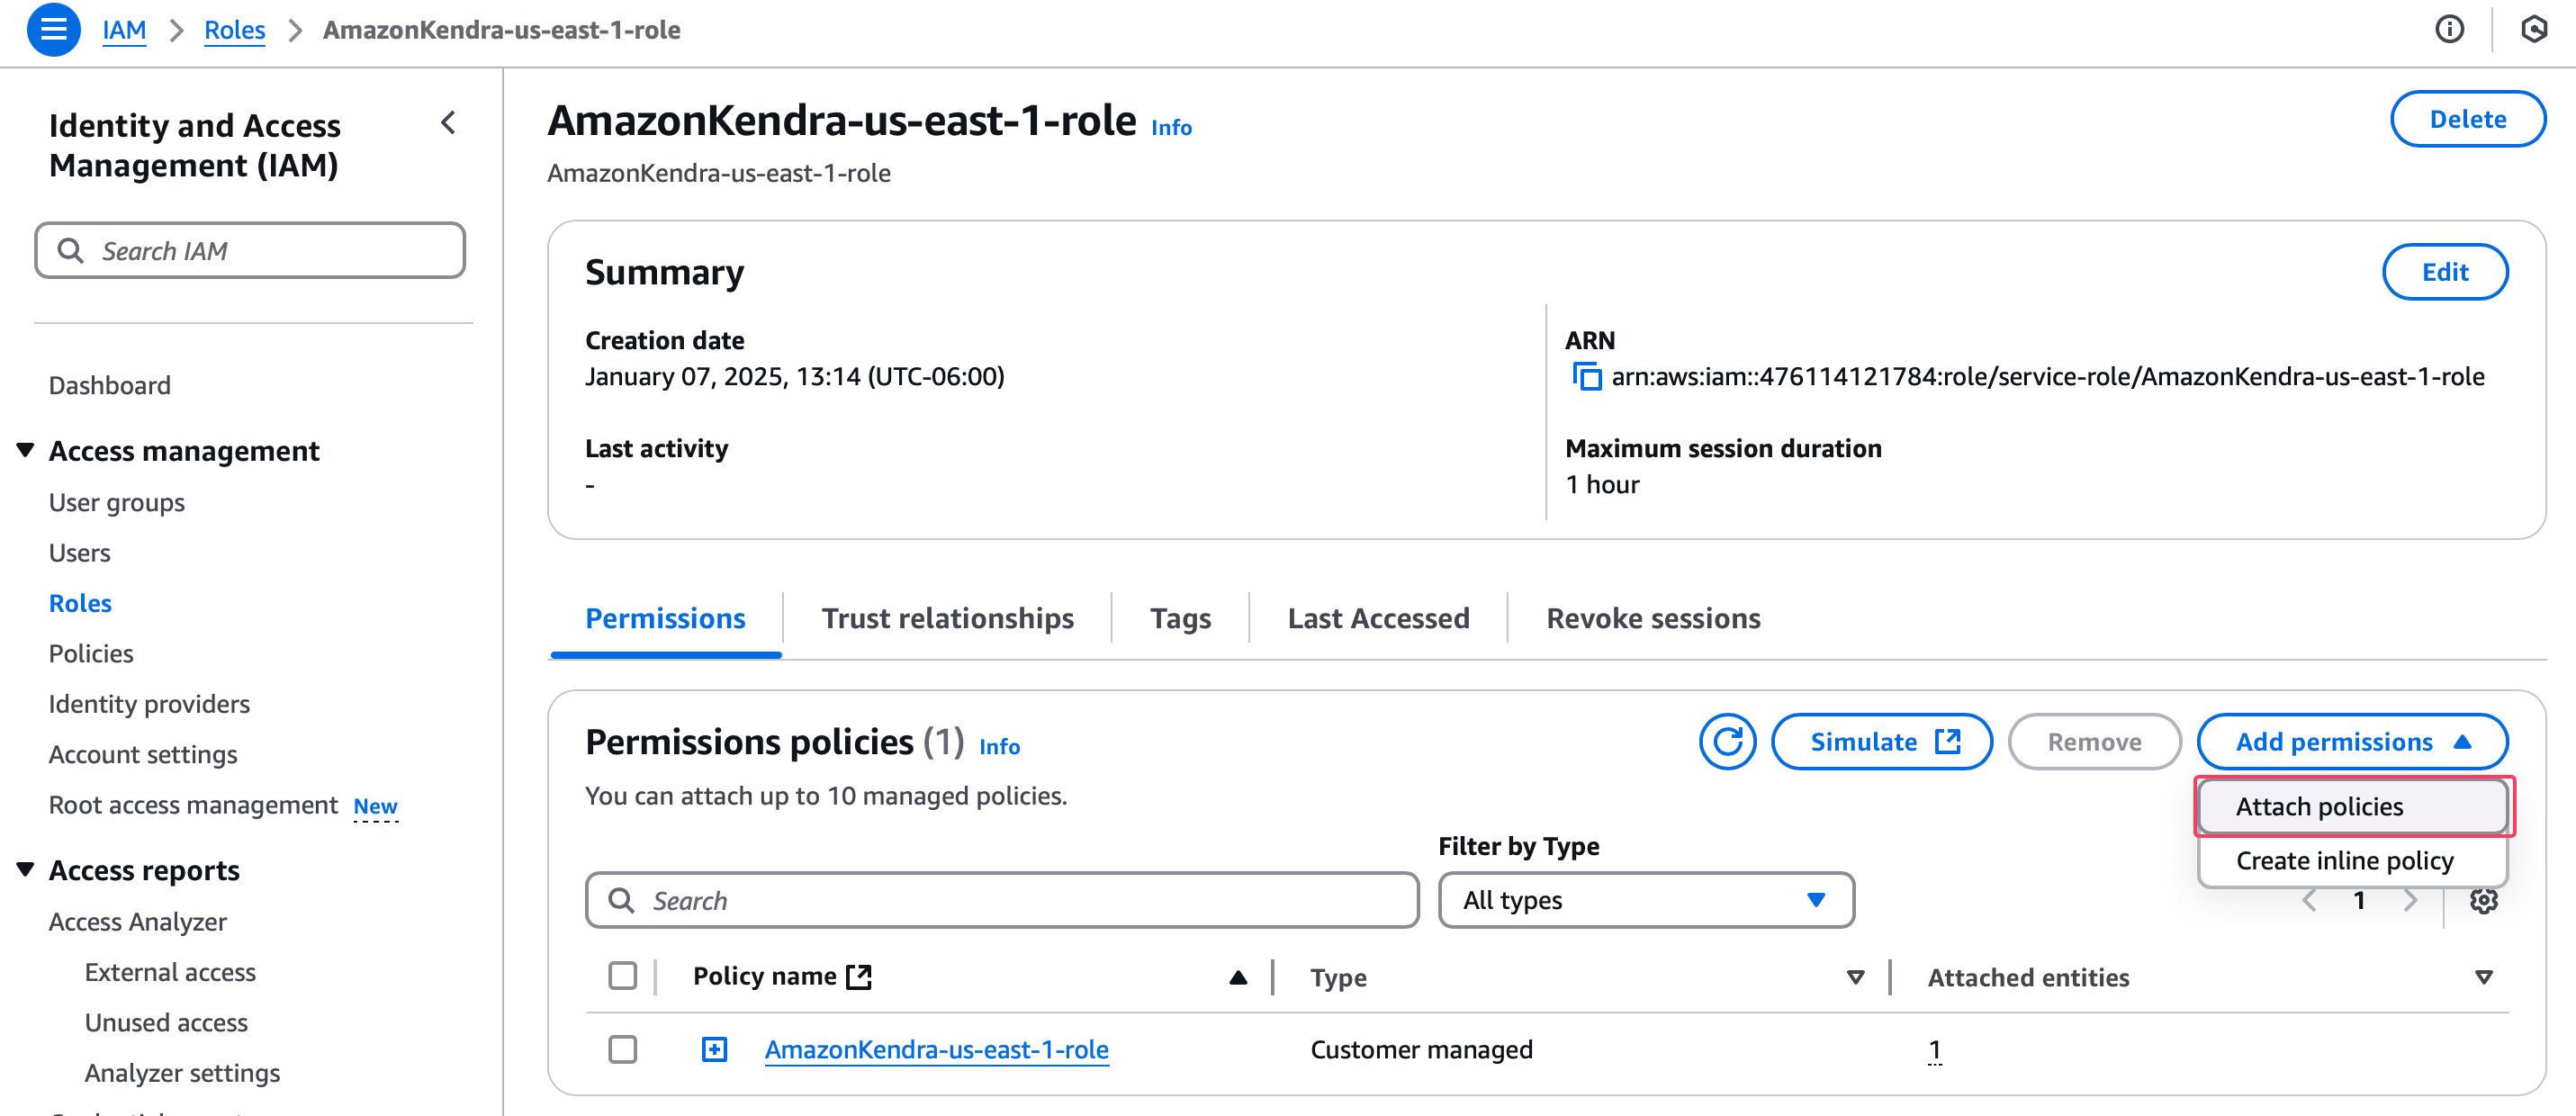 IAM > Roles > AmazonKendra-us-east-1-role
Identity and Access
Management (IAM)
Search IAM
Dashboard
Access management
User groups
Users
Roles
Policies
Identity providers
Account settings
Root access management New
Access reports
Access Analyzer
External access
Unused access
Analyzer settings
AmazonKendra-us-east-1-role Info
Delete
AmazonKendra-us-east-1-role
Summary
Edit
Creation date
January 07, 2025, 13:14 (UTC-06:00)
ARN
arn:aws:iam::476114121784:role/service-role/AmazonKendra-us-east-1-role
Last activity
-
Maximum session duration
1 hour
Permissions
Trust relationships
Tags
Last Accessed
Revoke sessions
Permissions policies (1) Info
Simulate
Remove
Add permissions
Attach policies
Create inline policy
You can attach up to 10 managed policies.
Filter by Type
Search
All types
1
Policy name
Type
Attached entities
AmazonKendra-us-east-1-role
Customer managed
1